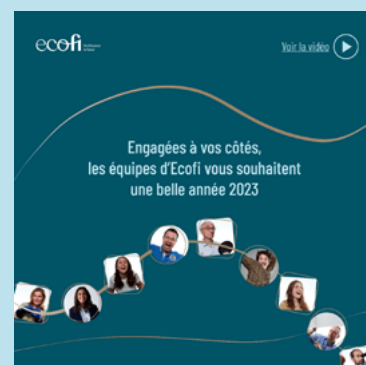 ecofi
Voir la vidéo
Engagées à vos côtés,
les équipes d'Ecofi vous souhaitent
une belle année 2023